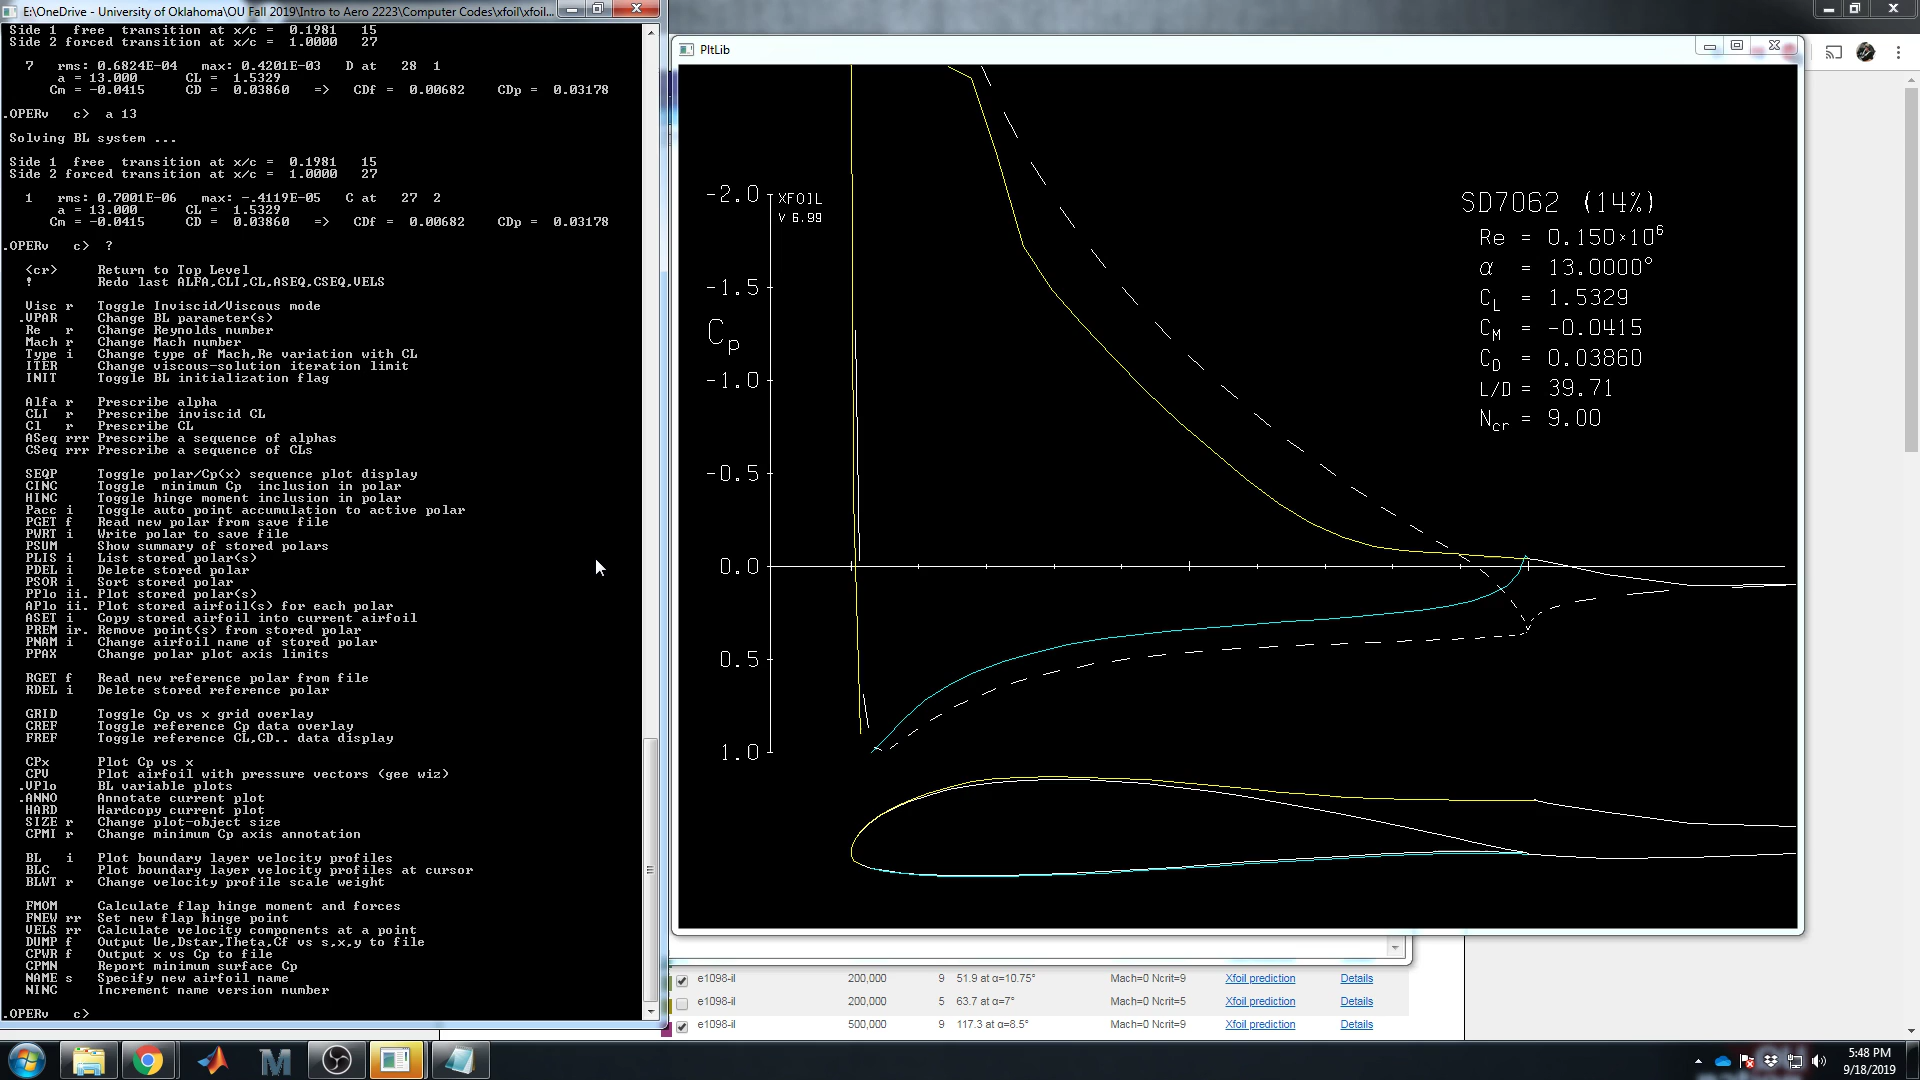 E:\OneDrive - University of Oklahoma\OU Fall 2019\Intro to Aero 2223\Computer Codes\xfoil\xfoil...
Side 1  free  transition at x/c =  0.1981   15
Side 2 forced transition at x/c =  1.0000   27
7   rms: 0.6824E-04   max: 0.4201E-03   D at   28  1
a = 13.000      CL =  1.5329
Cm = -0.0415     CD =  0.03860   =>   CDf =  0.00682    CDp =  0.03178
.OPERv   c>  a 13
Solving BL system ...
Side 1  free  transition at x/c =  0.1981   15
Side 2 forced transition at x/c =  1.0000   27
1   rms: 0.7001E-06   max: -.4119E-05   C at   27  2
a = 13.000      CL =  1.5329
Cm = -0.0415     CD =  0.03860   =>   CDf =  0.00682    CDp =  0.03178
.OPERv   c>  ?
<cr>     Return to Top Level
!        Redo last ALFA,CLI,CL,ASEQ,CSEQ,VELS
Visc r   Toggle Inviscid/Viscous mode
.VPAR     Change BL parameter(s)
Re   r   Change Reynolds number
Mach r   Change Mach number
Type i   Change type of Mach,Re variation with CL
ITER     Change viscous-solution iteration limit
INIT     Toggle BL initialization flag
Alfa r   Prescribe alpha
CLI  r   Prescribe inviscid CL
Cl   r   Prescribe CL
ASeq rrr Prescribe a sequence of alphas
CSeq rrr Prescribe a sequence of CLs
SEQP     Toggle polar/Cp(x) sequence plot display
CINC     Toggle  minimum Cp  inclusion in polar
HINC     Toggle hinge moment inclusion in polar
Pacc i   Toggle auto point accumulation to active polar
PGET f   Read new polar from save file
PWRT i   Write polar to save file
PSUM     Show summary of stored polars
PLIS i   List stored polar(s)
PDEL i   Delete stored polar
PSOR i   Sort stored polar
PPlo ii. Plot stored polar(s)
APlo ii. Plot stored airfoil(s) for each polar
ASET i   Copy stored airfoil into current airfoil
PREM ir. Remove point(s) from stored polar
PNAM i   Change airfoil name of stored polar
PPAX     Change polar plot axis limits
RGET f   Read new reference polar from file
RDEL i   Delete stored reference polar
GRID     Toggle Cp vs x grid overlay
CREF     Toggle reference Cp data overlay
FREF     Toggle reference CL,CD.. data display
CPx      Plot Cp vs x
CPV      Plot airfoil with pressure vectors (gee wiz)
.VPlo     BL variable plots
.ANNO     Annotate current plot
HARD     Hardcopy current plot
SIZE r   Change plot-object size
CPMI r   Change minimum Cp axis annotation
BL   i   Plot boundary layer velocity profiles
BLC      Plot boundary layer velocity profiles at cursor
BLWT r   Change velocity profile scale weight
FMOM     Calculate flap hinge moment and forces
FNEW rr  Set new flap hinge point
VELS rr  Calculate velocity components at a point
DUMP f   Output Ue,Dstar,Theta,Cf vs s,x,y to file
CPWR f   Output x vs Cp to file
CPMN     Report minimum surface Cp
NAME s   Specify new airfoil name
NINC     Increment name version number
.OPERv   c>
PltLib
-2.0
XFOIL
V 6.99
-1.5
Cp
-1.0
-0.5
0.0
0.5
1.0
SD7062 (14%)
Re = 0.150×10⁶
α = 13.0000°
CL = 1.5329
CM = -0.0415
CD = 0.03860
L/D = 39.71
Ncr = 9.00
e1098-il 200,000 9 51.9 at α=10.75° Mach=0 Ncrit=9 Xfoil prediction Details
e1098-il 200,000 5 63.7 at α=7° Mach=0 Ncrit=5 Xfoil prediction Details
e1098-il 500,000 9 117.3 at α=8.5° Mach=0 Ncrit=9 Xfoil prediction Details
5:48 PM
9/18/2019